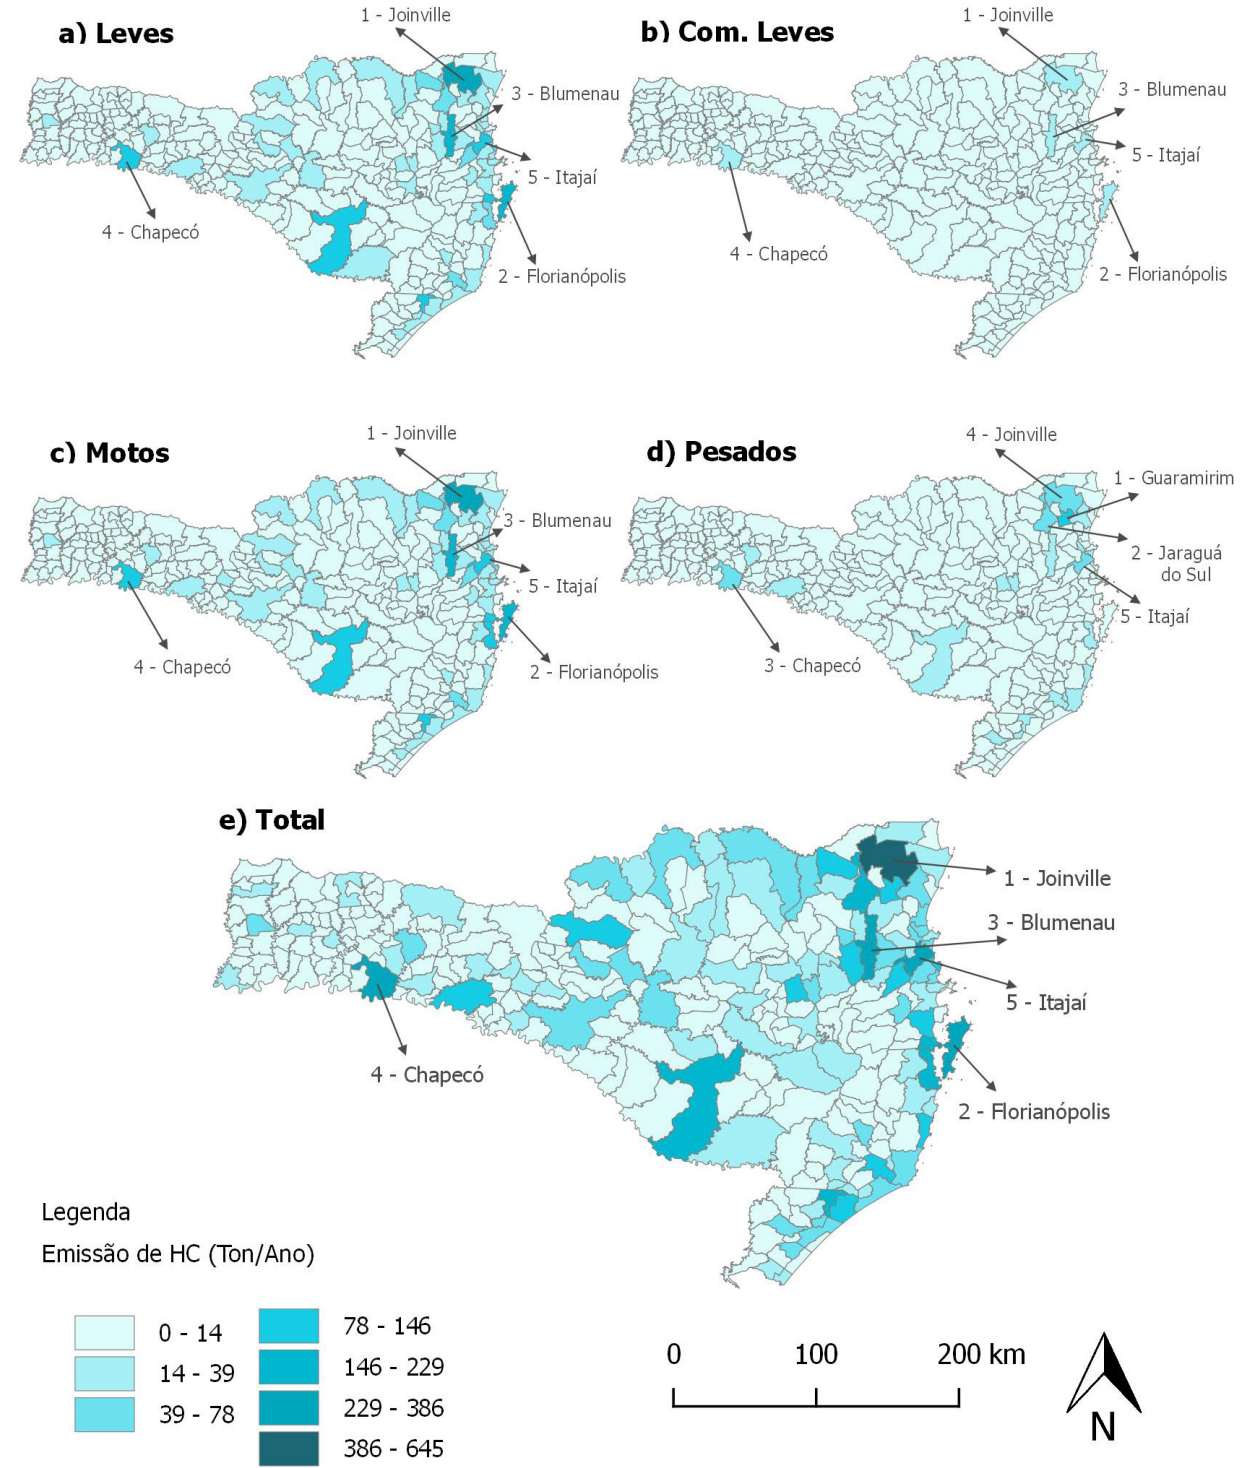 a) Leves
1 - Joinville
3 - Blumenau
5 - Itajaí
4 - Chapecó
2 - Florianópolis
b) Com. Leves
1 - Joinville
3 - Blumenau
5 - Itajaí
4 - Chapecó
2 - Florianópolis
c) Motos
1 - Joinville
3 - Blumenau
5 - Itajaí
4 - Chapecó
2 - Florianópolis
d) Pesados
4 - Joinville
1 - Guaramirim
2 - Jaraguá
do Sul
5 - Itajaí
3 - Chapecó
e) Total
1 - Joinville
3 - Blumenau
5 - Itajaí
4 - Chapecó
2 - Florianópolis
Legenda
Emissão de HC (Ton/Ano)
0 - 14
14 - 39
39 - 78
78 - 146
146 - 229
229 - 386
386 - 645
0 100 200 km
N